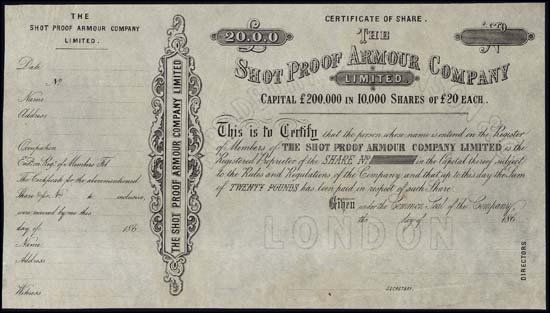 THE
SHOT PROOF ARMOUR COMPANY
LIMITED.
Date
No
Name
Address
Occupation
Ent. on Reg. of Members Fol.
The Certificate for the abovementioned
Share No to inclusive,
were received by me this
day of 186
Name
Address
Witness
THE SHOT PROOF ARMOUR COMPANY LIMITED
CERTIFICATE OF SHARE.
£20.0.0
THE
£20
No
SHOT PROOF ARMOUR COMPANY
LIMITED
CAPITAL £200,000 IN 10,000 SHARES OF £20 EACH.
This is to Certify that the person whose name is entered on the Register
of Members of THE SHOT PROOF ARMOUR COMPANY LIMITED is the
Registered Proprietor of the SHARE No in the Capital thereof subject
to the Rules and Regulations of the Company, and that up to this day the Sum
of TWENTY POUNDS has been paid in respect of such Share
Given under the Common Seal of the Company,
the day of 186
LONDON
DIRECTORS
SECRETARY.